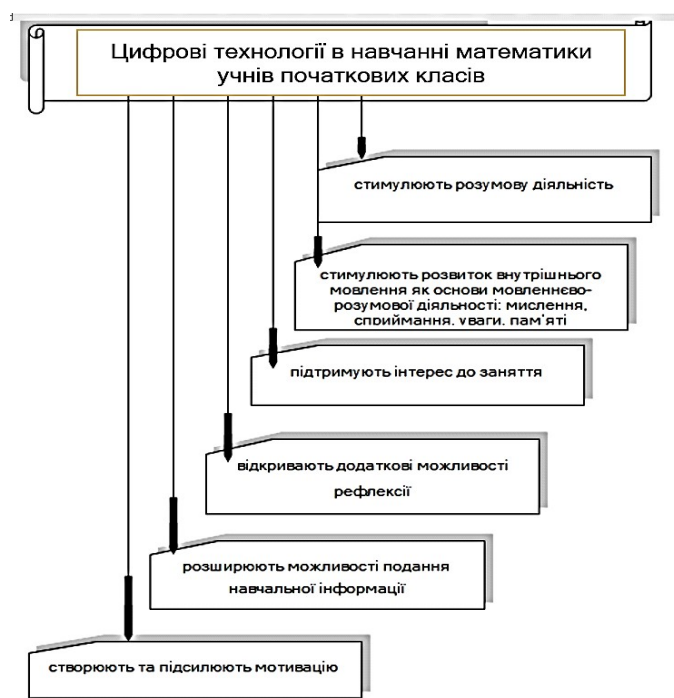 Цифрові технології в навчанні математики
учнів початкових класів
стимулюють розумову діяльність
стимулюють розвиток внутрішнього
мовлення як основи мовленнєво-
розумової діяльності: мислення,
сприймання, уваги, пам'яті
підтримують інтерес до заняття
відкривають додаткові можливості
рефлексії
розширюють можливості подання
навчальної інформації
створюють та підсилюють мотивацію